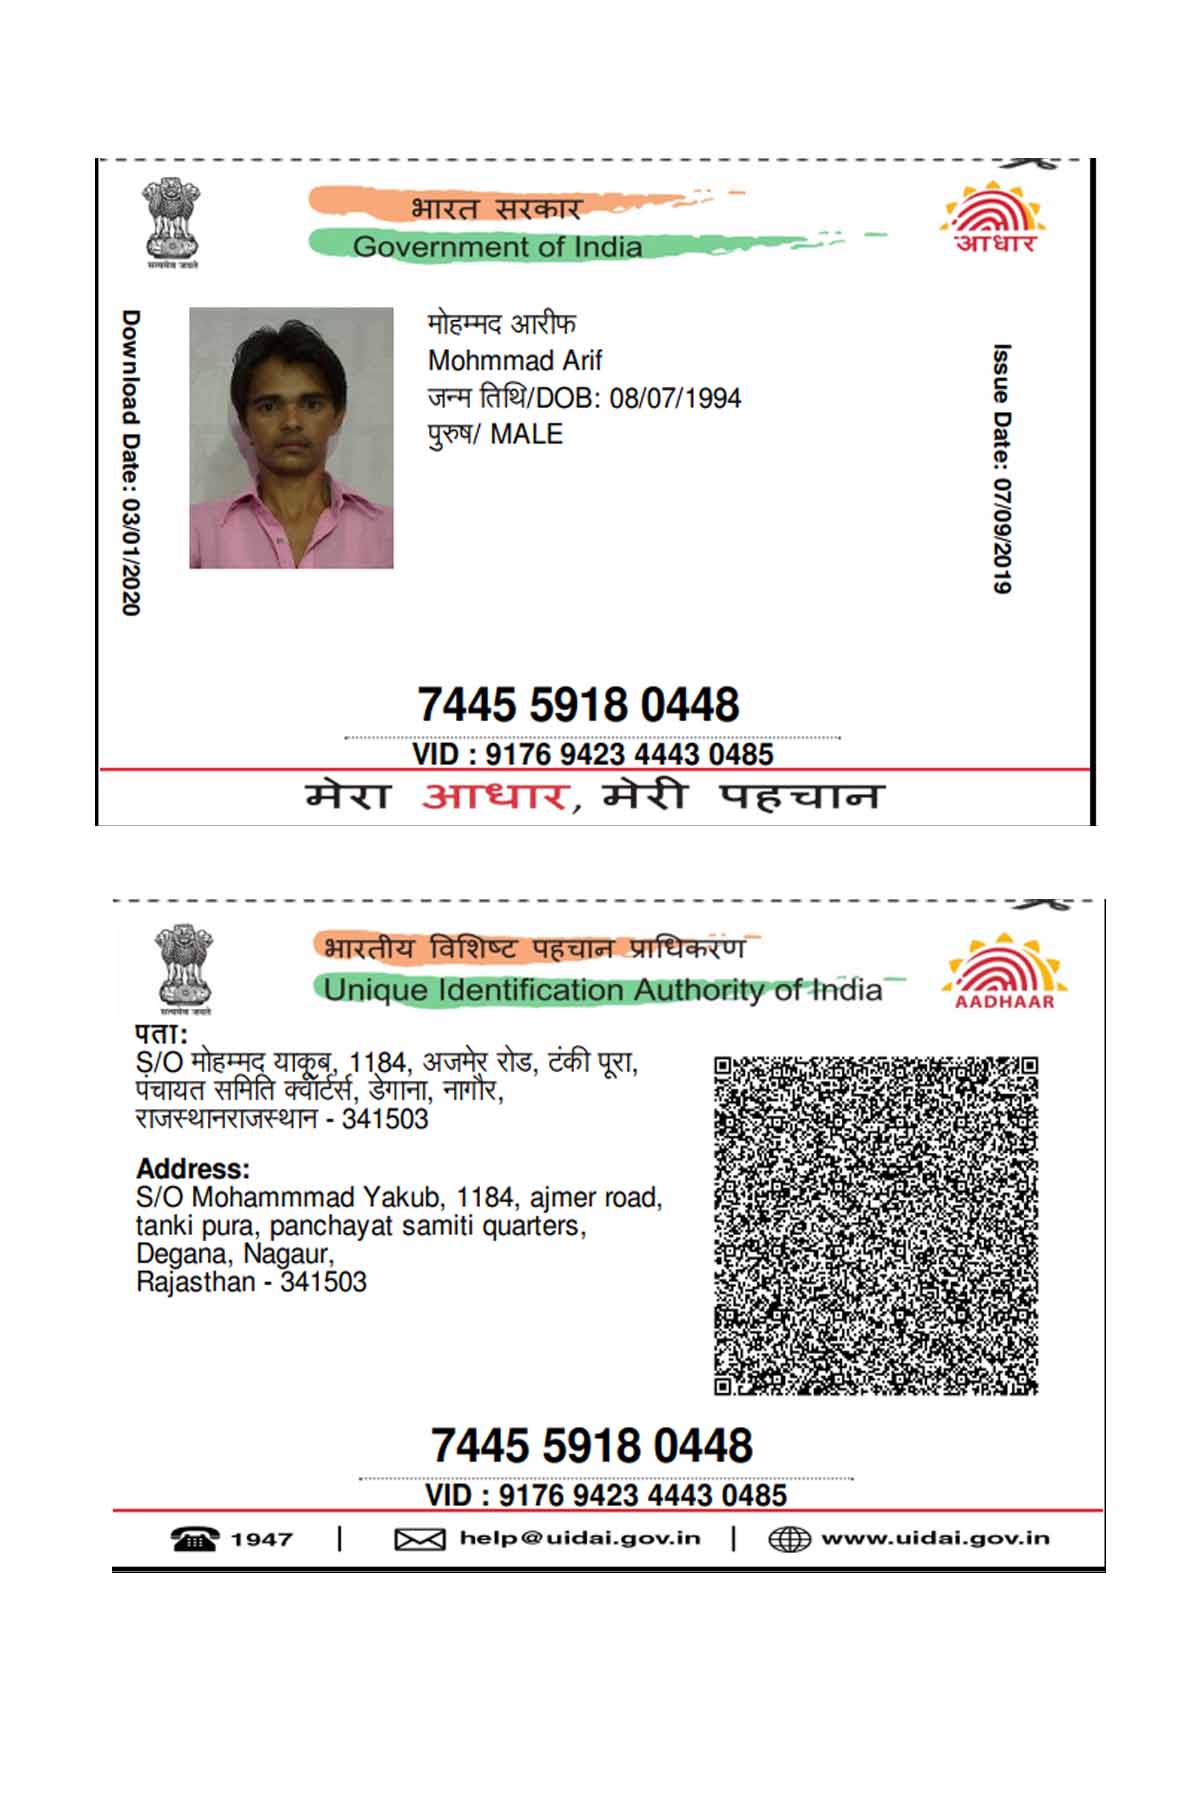 भारत सरकार
Government of India
सत्यमेव जयते
आधार
Download Date: 03/01/2020
मोहम्मद आरीफ
Mohmmad Arif
जन्म तिथि/DOB: 08/07/1994
पुरुष/ MALE
Issue Date: 07/09/2019
7445 5918 0448
VID : 9176 9423 4443 0485
मेरा आधार, मेरी पहचान
भारतीय विशिष्ट पहचान प्राधिकरण
Unique Identification Authority of India
सत्यमेव जयते
AADHAAR
पता:
S/O मोहम्मद याकूब, 1184, अजमेर रोड, टंकी पूरा,
पंचायत समिति क्वॉर्टर्स, डेगाना, नागौर,
राजस्थानराजस्थान - 341503
Address:
S/O Mohammmad Yakub, 1184, ajmer road,
tanki pura, panchayat samiti quarters,
Degana, Nagaur,
Rajasthan - 341503
7445 5918 0448
VID : 9176 9423 4443 0485
1947 | help@uidai.gov.in | www.uidai.gov.in